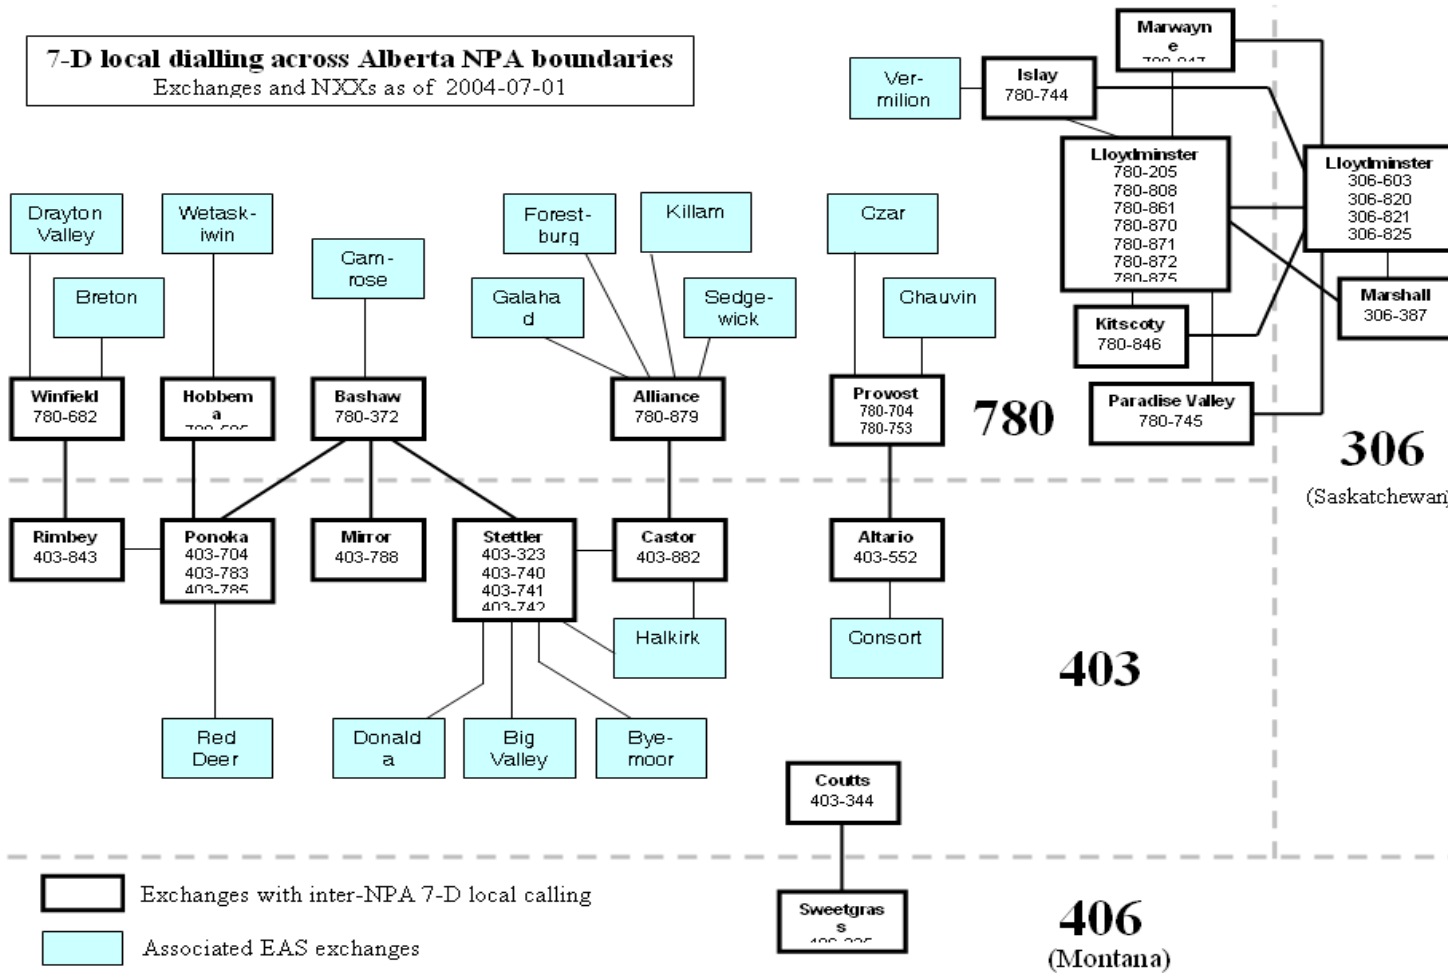 7-D local dialling across Alberta NPA boundaries
Exchanges and NXXs as of 2004-07-01
Marwayn
e
Ver-
milion
Islay
780-744
Lloydminster
780-205
780-808
780-861
780-870
780-871
780-872
780-875
Lloydminster
306-603
306-820
306-821
306-825
Marshall
306-387
Kitscoty
780-846
Paradise Valley
780-745
Drayton
Valley
Wetask-
iwin
Breton
Cam-
rose
Forest-
burg
Killam
Galaha
d
Sedge-
wick
Czar
Chauvin
Winfield
780-682
Hobbem
a
Bashaw
780-372
Alliance
780-879
Provost
780-704
780-753
780
306
(Saskatchewan)
Rimbey
403-843
Ponoka
403-704
403-783
403-785
Mirror
403-788
Stettler
403-323
403-740
403-741
403-742
Castor
403-882
Altario
403-552
Halkirk
Consort
403
Red
Deer
Donald
a
Big
Valley
Bye-
moor
Coutts
403-344
Sweetgras
s
406
(Montana)
Exchanges with inter-NPA 7-D local calling
Associated EAS exchanges